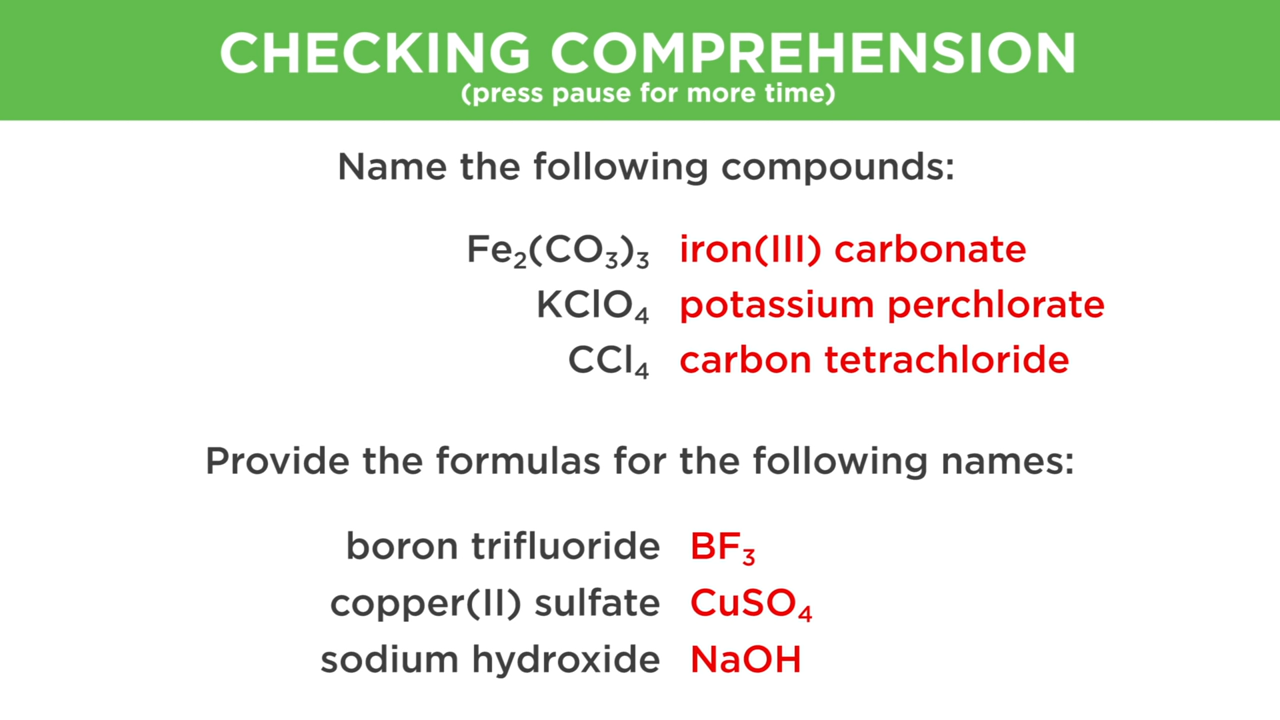 CHECKING COMPREHENSION
(press pause for more time)
Name the following compounds:
Fe₂(CO₃)₃ iron(III) carbonate
KClO₄ potassium perchlorate
CCl₄ carbon tetrachloride
Provide the formulas for the following names:
boron trifluoride BF₃
copper(II) sulfate CuSO₄
sodium hydroxide NaOH